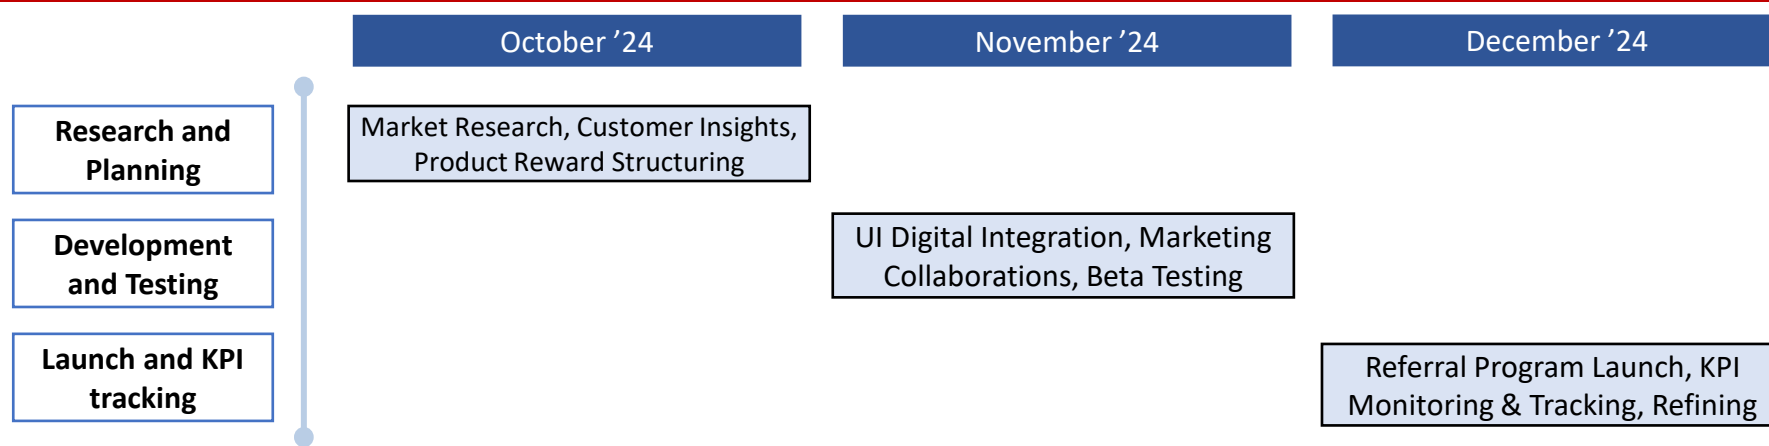 October ’24
November ’24
December ’24
Research and
Planning
Market Research, Customer Insights,
Product Reward Structuring
Development
and Testing
UI Digital Integration, Marketing
Collaborations, Beta Testing
Launch and KPI
tracking
Referral Program Launch, KPI
Monitoring & Tracking, Refining